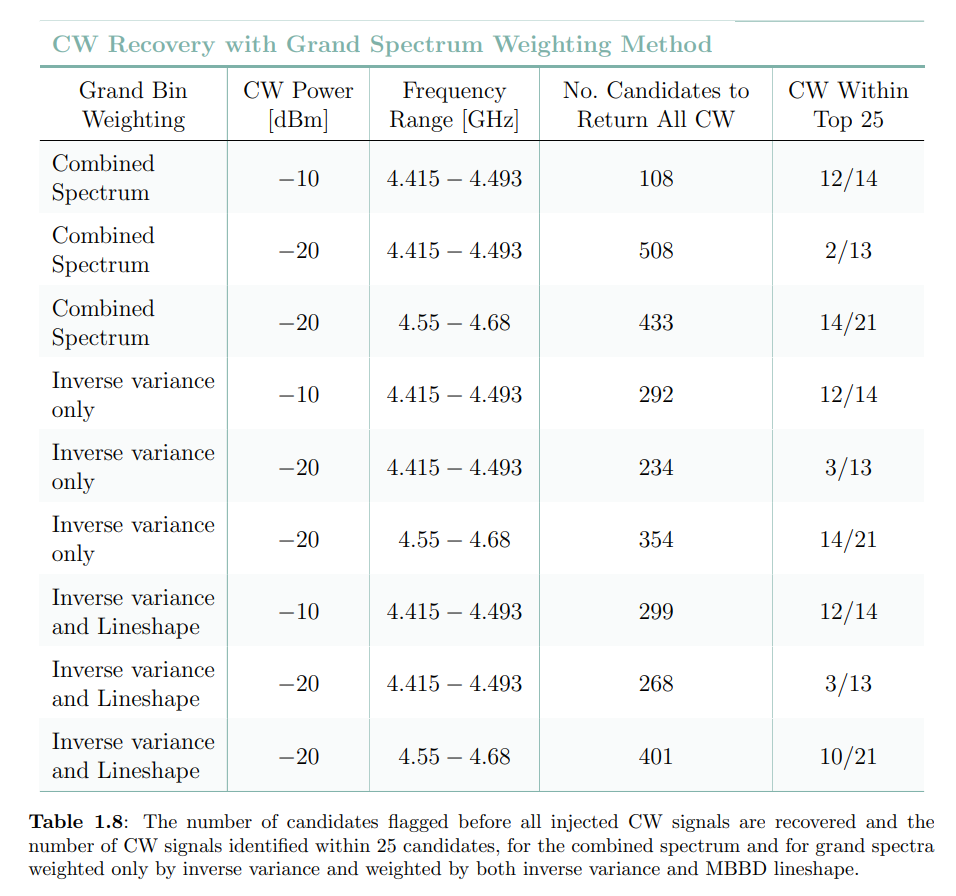 CW Recovery with Grand Spectrum Weighting Method
Grand Bin Weighting | CW Power [dBm] | Frequency Range [GHz] | No. Candidates to Return All CW | CW Within Top 25
Combined Spectrum | −10 | 4.415 − 4.493 | 108 | 12/14
Combined Spectrum | −20 | 4.415 − 4.493 | 508 | 2/13
Combined Spectrum | −20 | 4.55 − 4.68 | 433 | 14/21
Inverse variance only | −10 | 4.415 − 4.493 | 292 | 12/14
Inverse variance only | −20 | 4.415 − 4.493 | 234 | 3/13
Inverse variance only | −20 | 4.55 − 4.68 | 354 | 14/21
Inverse variance and Lineshape | −10 | 4.415 − 4.493 | 299 | 12/14
Inverse variance and Lineshape | −20 | 4.415 − 4.493 | 268 | 3/13
Inverse variance and Lineshape | −20 | 4.55 − 4.68 | 401 | 10/21
Table 1.8: The number of candidates flagged before all injected CW signals are recovered and the
number of CW signals identified within 25 candidates, for the combined spectrum and for grand spectra
weighted only by inverse variance and weighted by both inverse variance and MBBD lineshape.